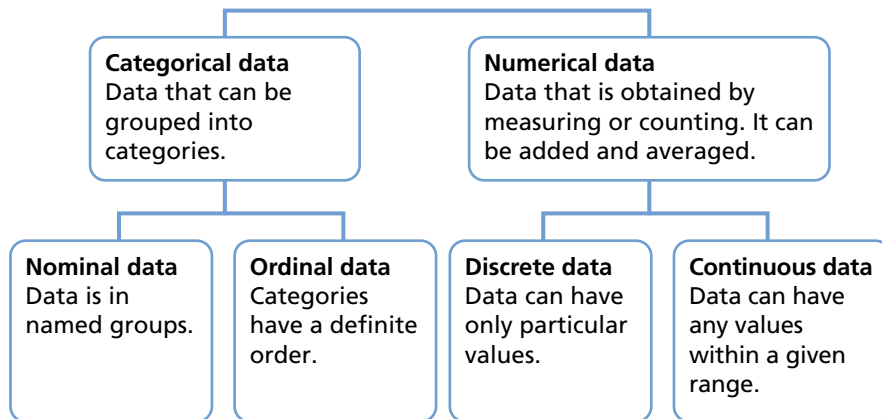 Categorical data
Data that can be
grouped into
categories.
Numerical data
Data that is obtained by
measuring or counting. It can
be added and averaged.
Nominal data
Data is in
named groups.
Ordinal data
Categories
have a definite
order.
Discrete data
Data can have
only particular
values.
Continuous data
Data can have
any values
within a given
range.